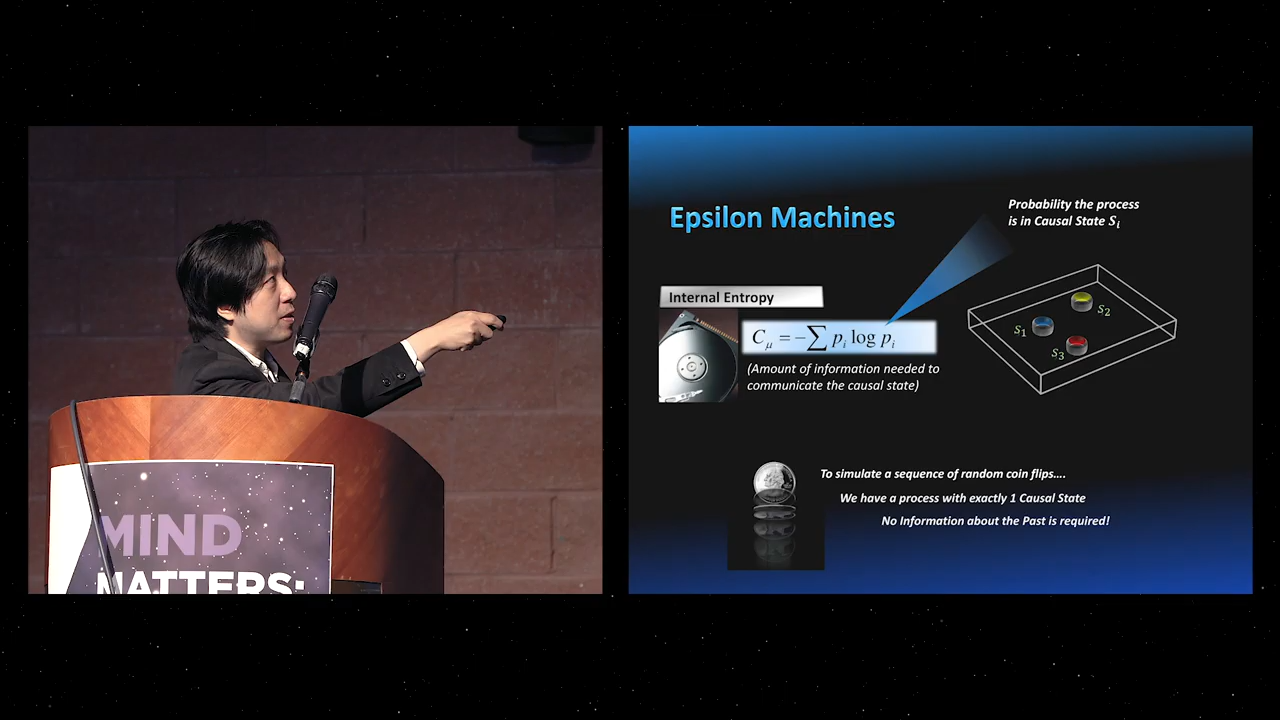 MIND
MATTERS:
Epsilon Machines
Probability the process
is in Causal State Si
Internal Entropy
Cμ = −∑ pi log pi
(Amount of information needed to
communicate the causal state)
S1
S2
S3
To simulate a sequence of random coin flips....
We have a process with exactly 1 Causal State
No Information about the Past is required!